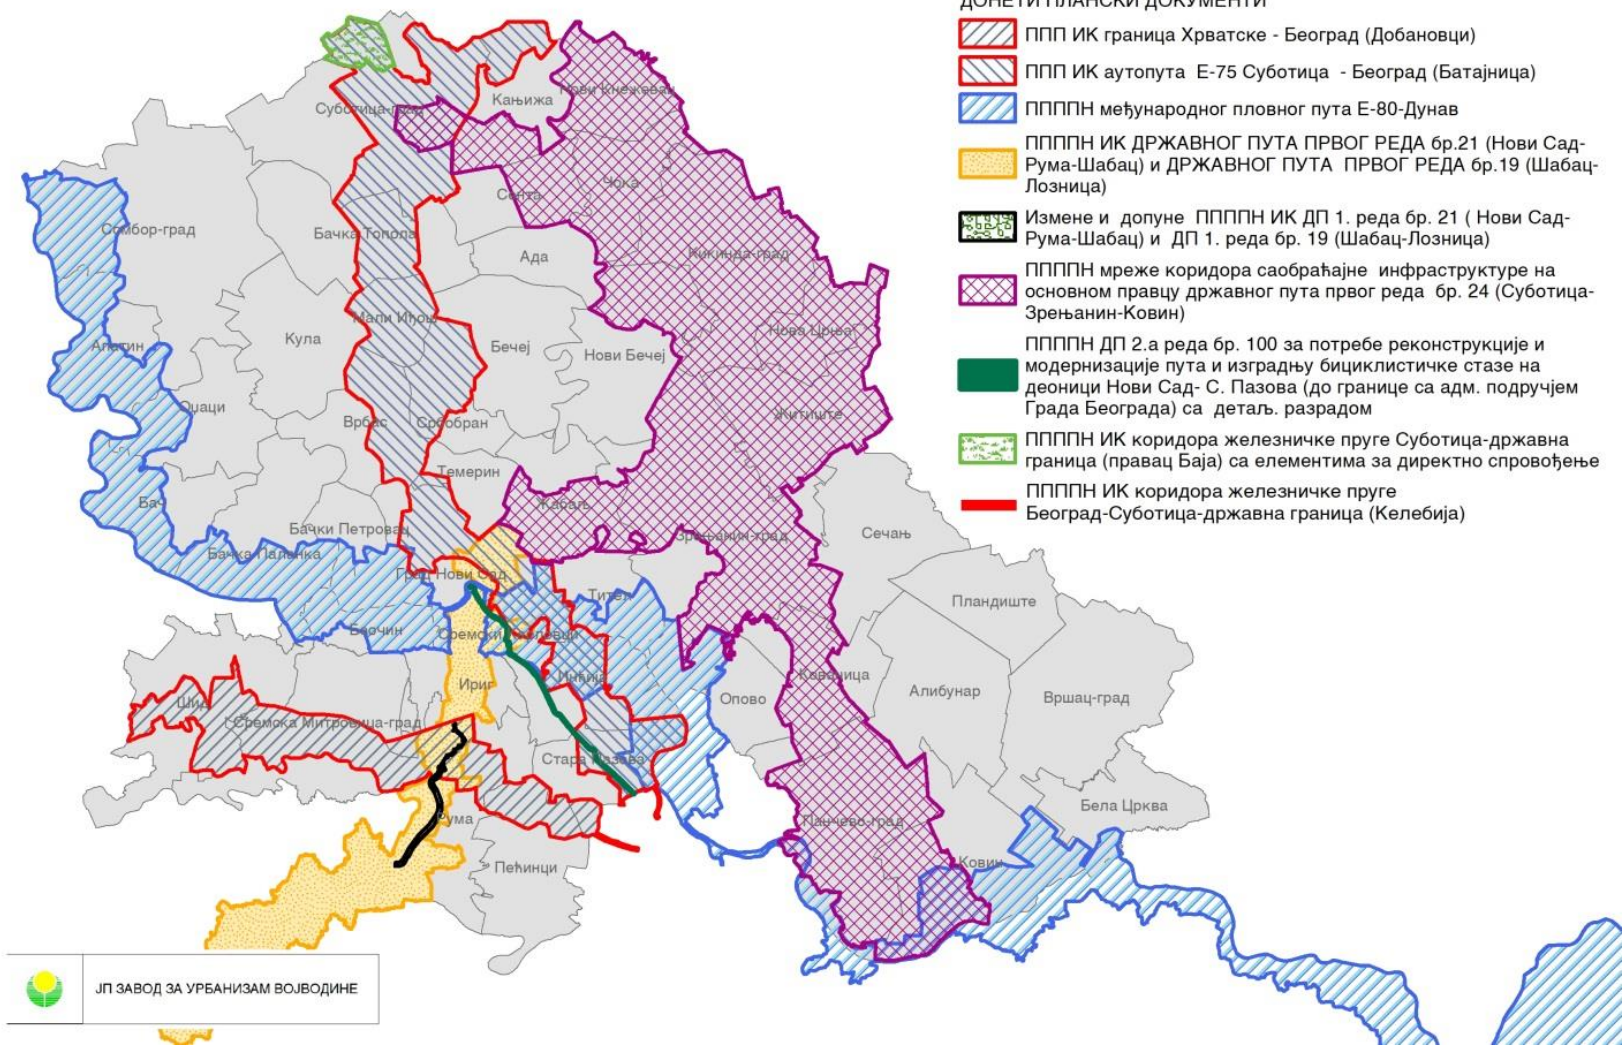 ДОНЕТИ ПЛАНСКИ ДОКУМЕНТИ
ППП ИК граница Хрватске - Београд (Добановци)
ППП ИК аутопута Е-75 Суботица - Београд (Батајница)
ПППППН међународног пловног пута Е-80-Дунав
ППППН ИК ДРЖАВНОГ ПУТА ПРВОГ РЕДА бр.21 (Нови Сад-
Рума-Шабац) и ДРЖАВНОГ ПУТА ПРВОГ РЕДА бр.19 (Шабац-
Лозница)
Измене и допуне ППППН ИК ДП 1. реда бр. 21 ( Нови Сад-
Рума-Шабац) и ДП 1. реда бр. 19 (Шабац-Лозница)
ППППН мреже коридора саобраћајне инфраструктуре на
основном правцу државног пута првог реда бр. 24 (Суботица-
Зрењанин-Ковин)
ППППН ДП 2.а реда бр. 100 за потребе реконструкције и
модернизације пута и изградњу бициклистичке стазе на
деоници Нови Сад- С. Пазова (до границе са адм. подручјем
Града Београда) са детаљ. разрадом
ППППН ИК коридора железничке пруге Суботица-државна
граница (правац Баја) са елементима за директно спровођење
ППППН ИК коридора железничке пруге
Београд-Суботица-државна граница (Келебија)
Суботица-град
Кањижа
Нови Кнежевац
Сента
Чока
Сомбор-град
Бачка Топола
Ада
Кикинда-град
Мали Иђош
Апатин
Кула
Бечеј
Нови Бечеј
Нова Црња
Оџаци
Врбас
Србобран
Житиште
Темерин
Бач
Жабаљ
Бачки Петровац
Зрењанин-град
Сечањ
Бачка Паланка
Град Нови Сад
Тител
Пландиште
Беочин
Сремски Карловци
Инђија
Ириг
Ковачица
Опово
Алибунар
Вршац-град
Шид
Сремска Митровица-град
Стара Пазова
Бела Црква
Рума
Панчево-град
Пећинци
Ковин
ЈП ЗАВОД ЗА УРБАНИЗАМ ВОЈВОДИНЕ